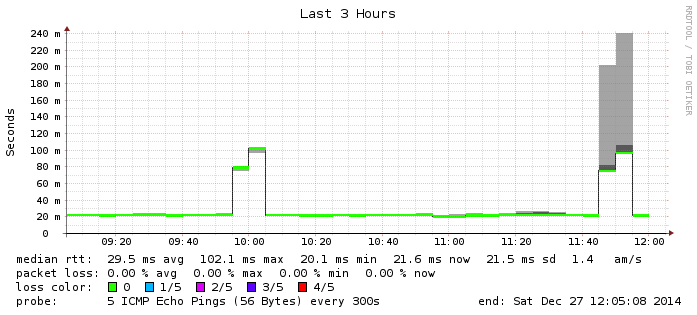 Last 3 Hours
RRDTOOL / TOBI OETIKER
Seconds
240 m
220 m
200 m
180 m
160 m
140 m
120 m
100 m
80 m
60 m
40 m
20 m
0
09:20 09:40 10:00 10:20 10:40 11:00 11:20 11:40 12:00
median rtt: 29.5 ms avg 102.1 ms max 20.1 ms min 21.6 ms now 21.5 ms sd 1.4 am/s
packet loss: 0.00 % avg 0.00 % max 0.00 % min 0.00 % now
loss color: 0 1/5 2/5 3/5 4/5
probe: 5 ICMP Echo Pings (56 Bytes) every 300s end: Sat Dec 27 12:05:08 2014